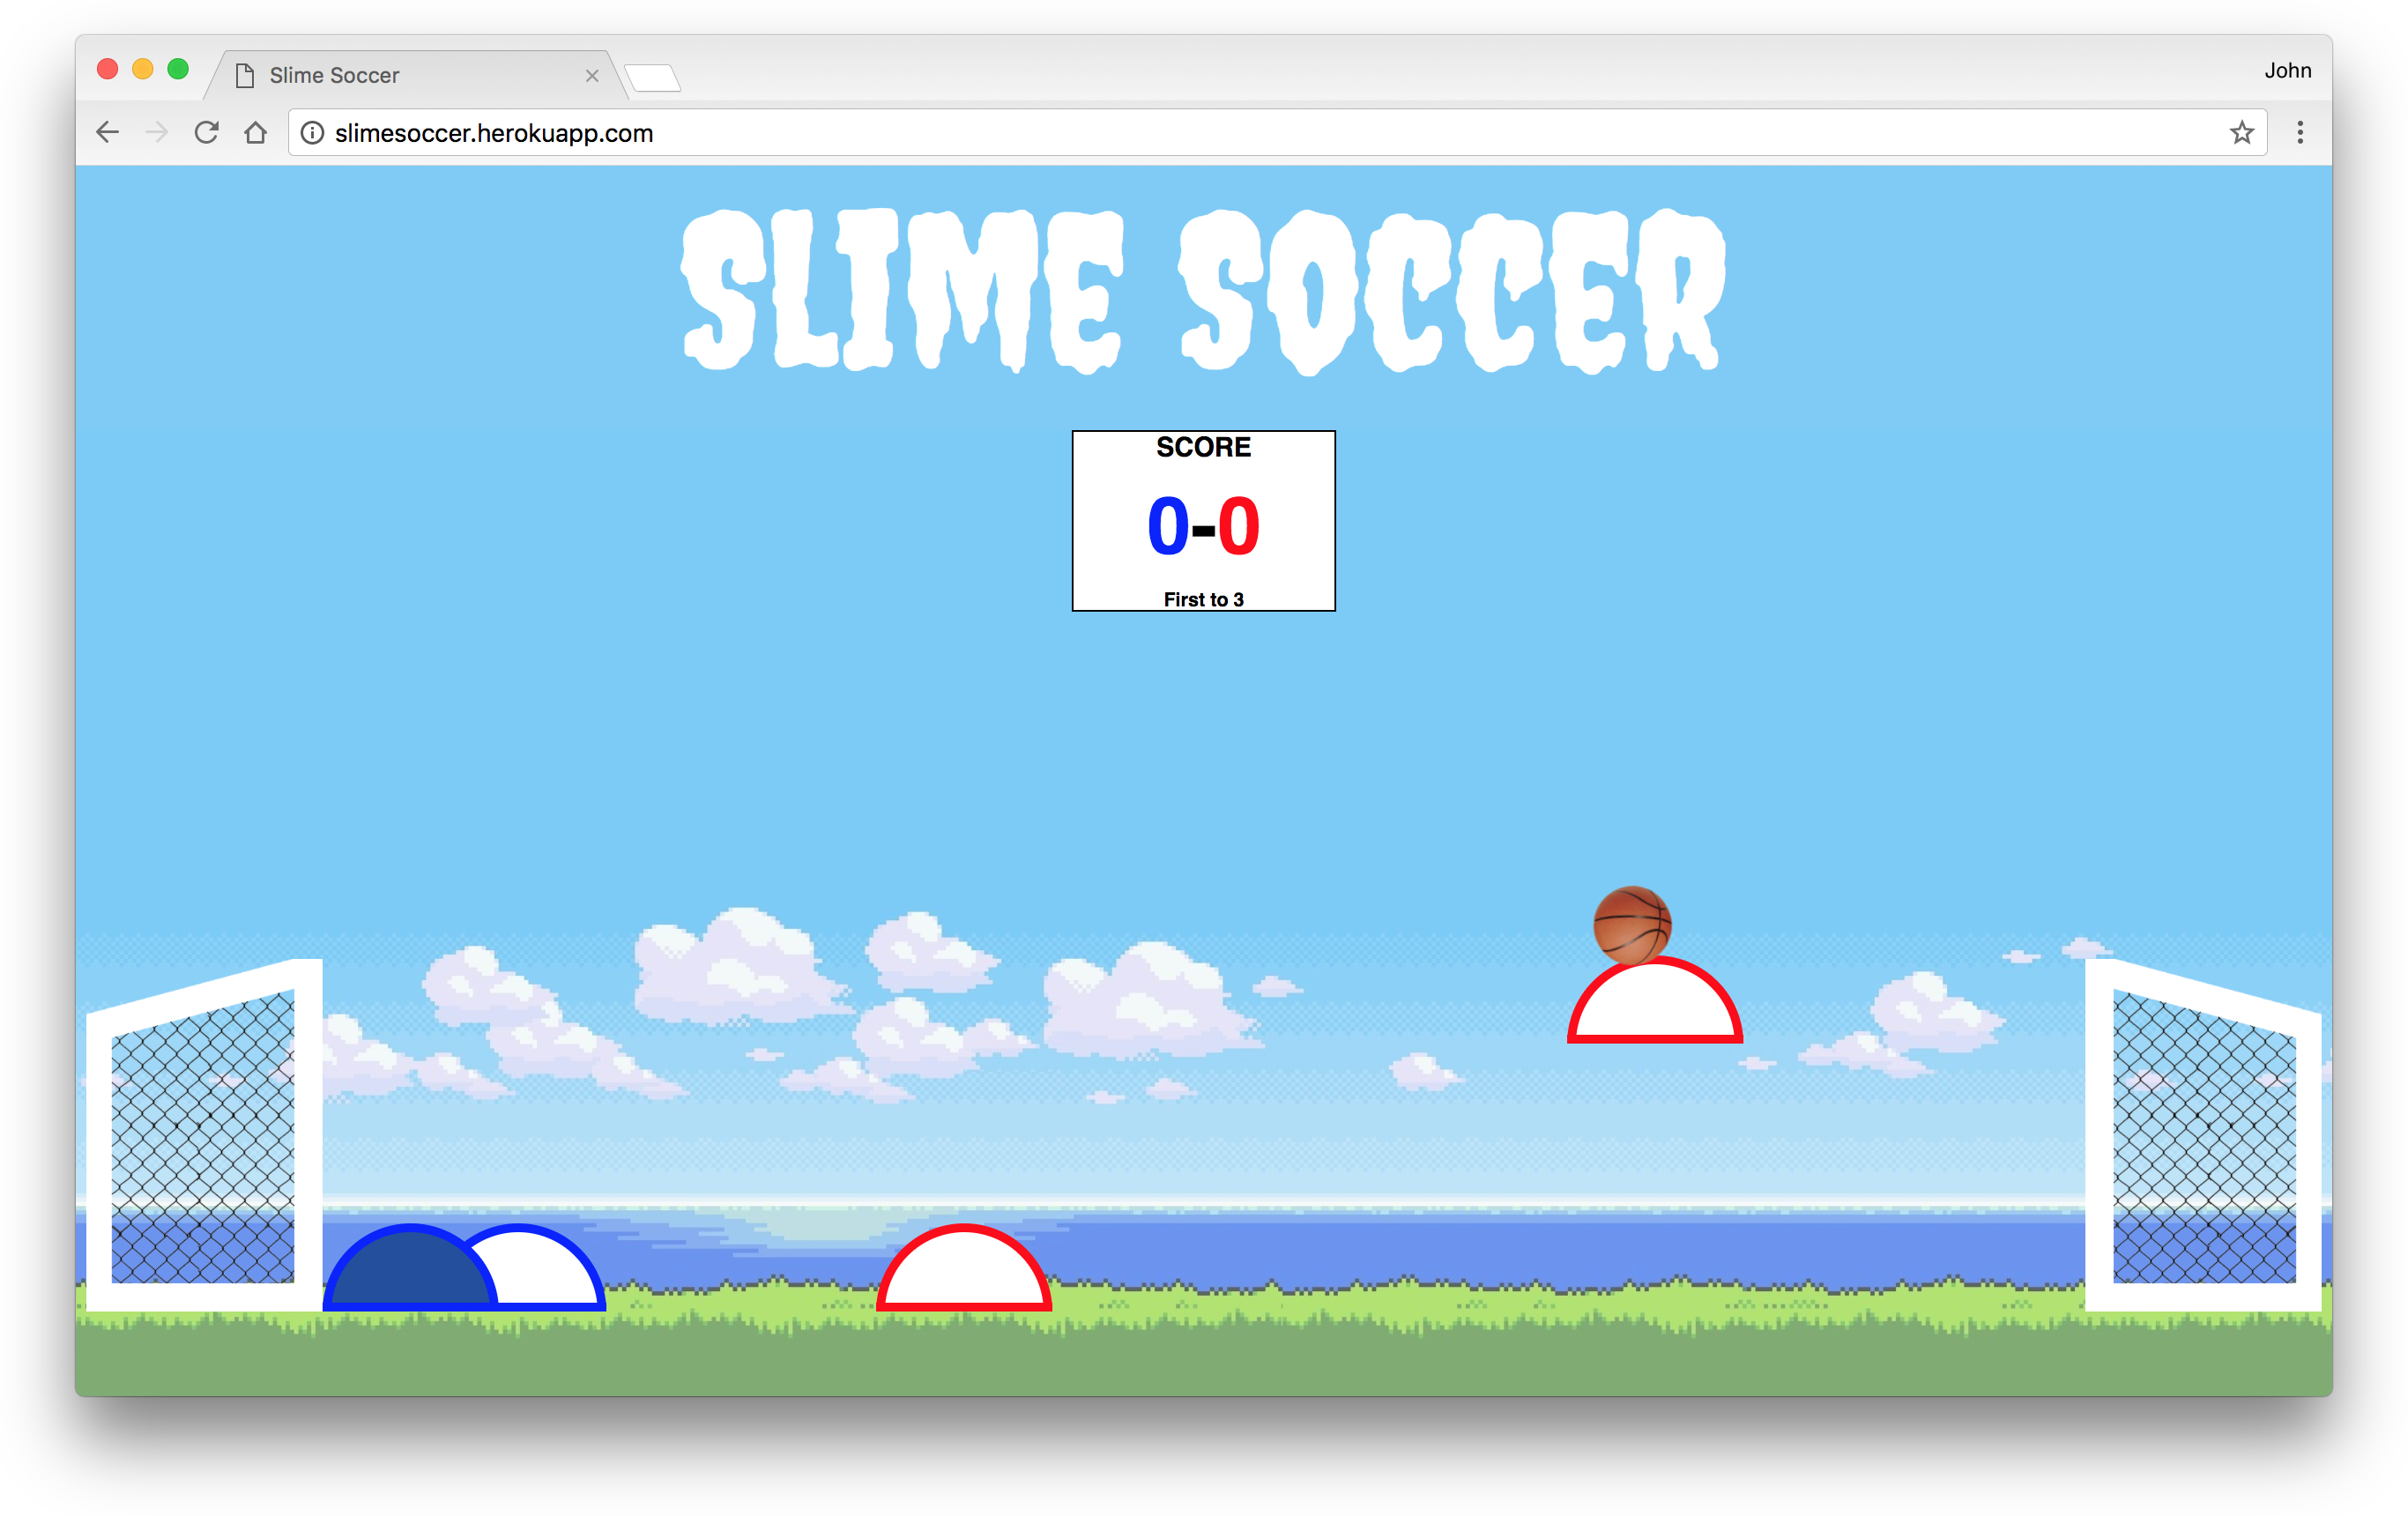 Slime Soccer
John
slimesoccer.herokuapp.com
SLIME SOCCER
SCORE
0-0
First to 3